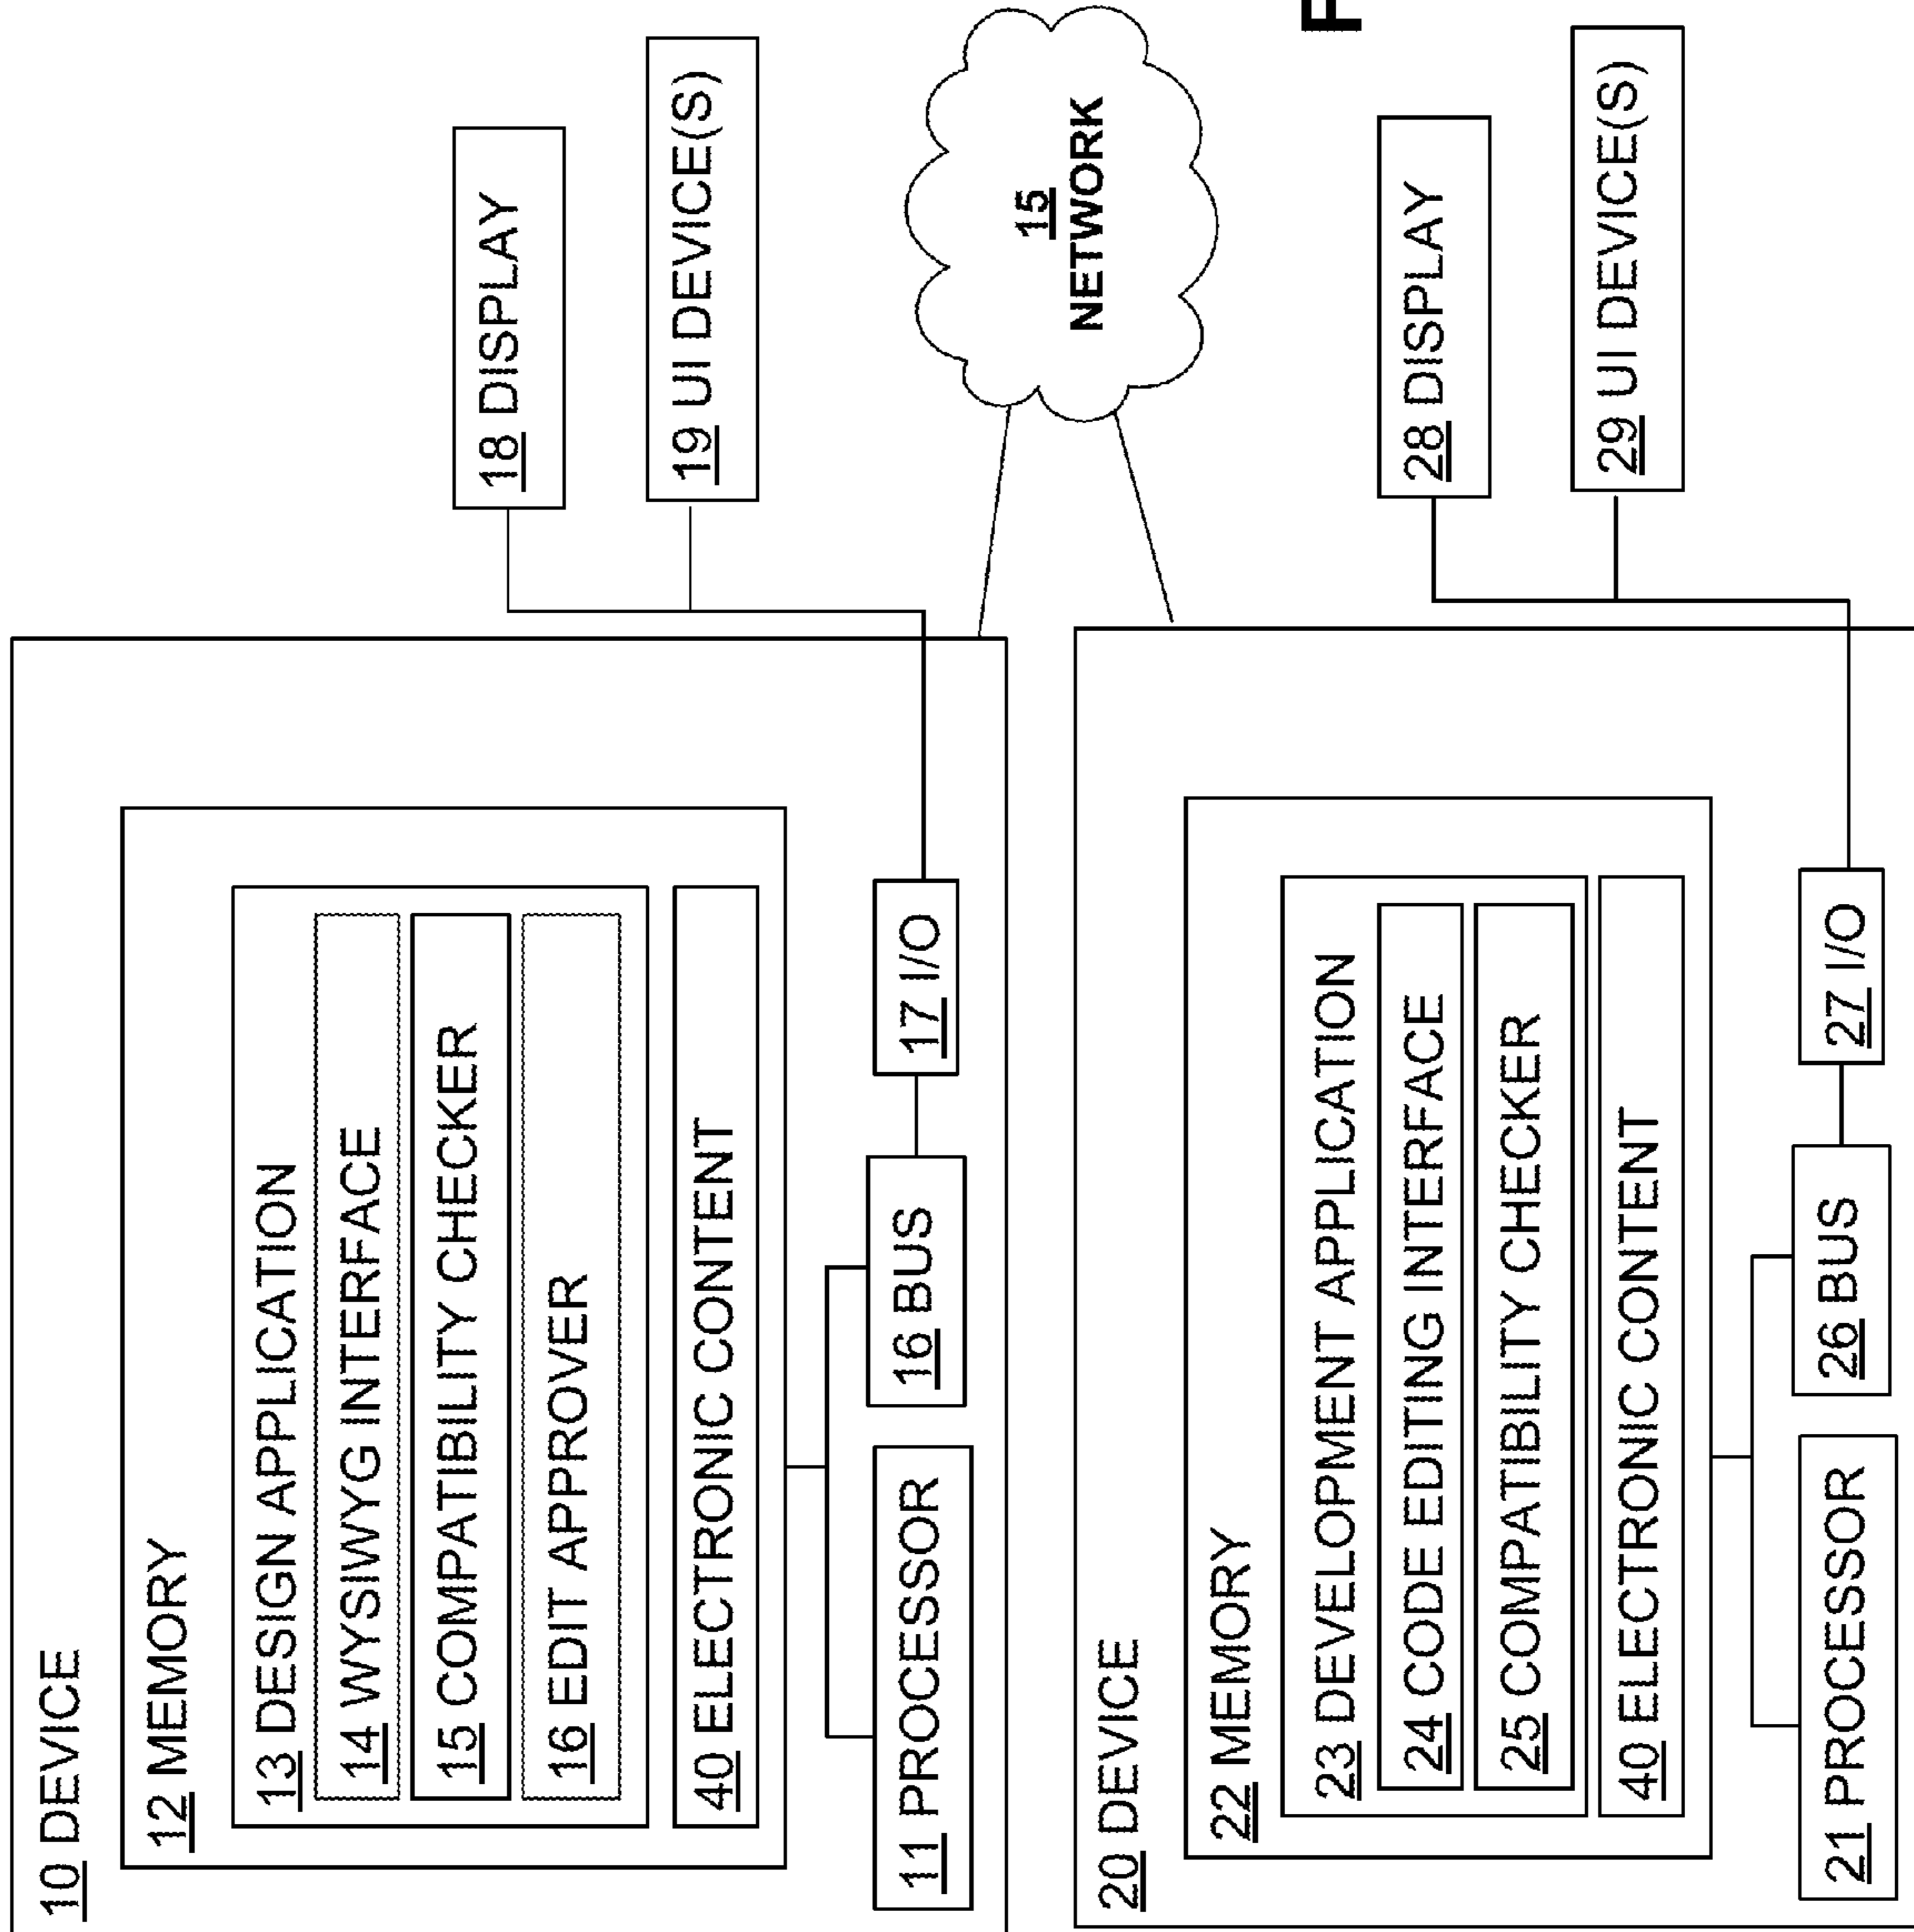 10 DEVICE
12 MEMORY
13 DESIGN APPLICATION
14 WYSIWYG INTERFACE
15 COMPATIBILITY CHECKER
16 EDIT APPROVER
40 ELECTRONIC CONTENT
11 PROCESSOR
16 BUS
17 I/O
18 DISPLAY
19 UI DEVICE(S)
15
NETWORK
20 DEVICE
22 MEMORY
23 DEVELOPMENT APPLICATION
24 CODE EDITING INTERFACE
25 COMPATIBILITY CHECKER
40 ELECTRONIC CONTENT
21 PROCESSOR
26 BUS
27 I/O
28 DISPLAY
29 UI DEVICE(S)
F